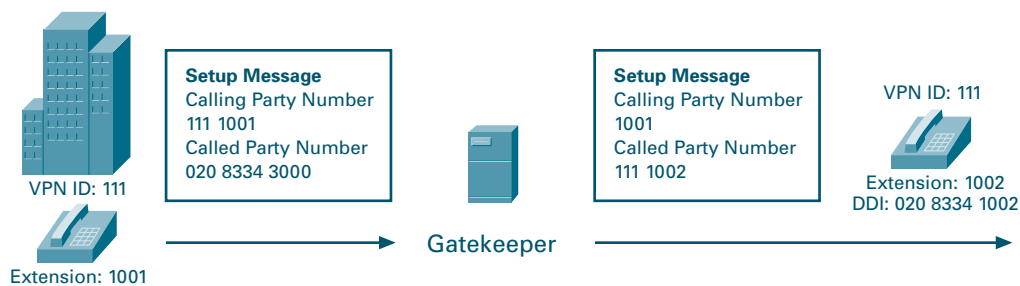 VPN ID: 111
Extension: 1001
Setup Message
Calling Party Number
111 1001
Called Party Number
020 8334 3000
Gatekeeper
Setup Message
Calling Party Number
1001
Called Party Number
111 1002
VPN ID: 111
Extension: 1002
DDI: 020 8334 1002